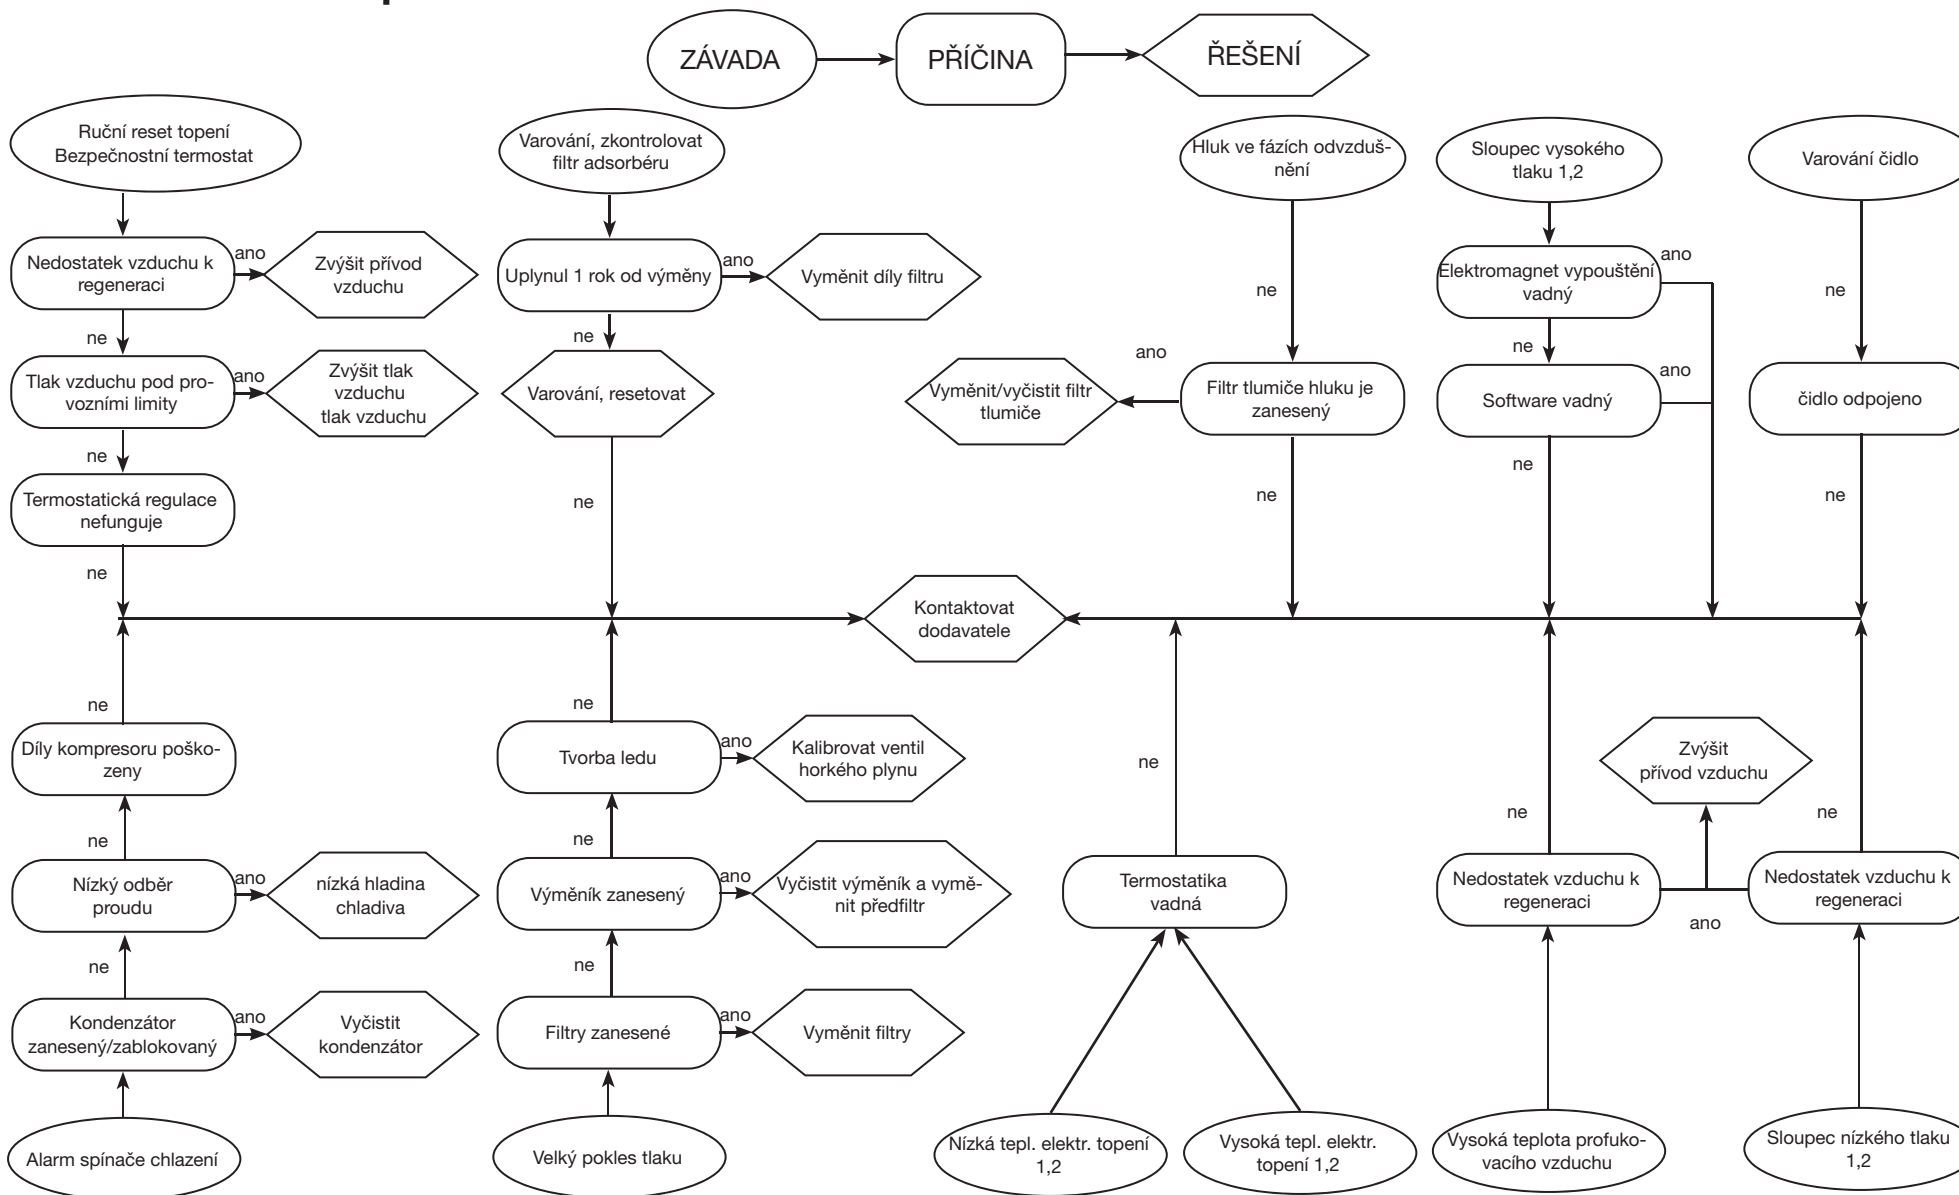 ZÁVADA
PŘÍČINA
ŘEŠENÍ
Ruční reset topení
Bezpečnostní termostat
Varování, zkontrolovat
filtr adsorbéru
Hluk ve fázích odvzduš-
nění
Sloupec vysokého
tlaku 1,2
Varování čidlo
Nedostatek vzduchu k
regeneraci
ano
Zvýšit přívod
vzduchu
Uplynul 1 rok od výměny
ano
Vyměnit díly filtru
ne
Elektromagnet vypouštění
vadný
ano
ne
ne
ne
ne
Tlak vzduchu pod pro-
vozními limity
ano
Zvýšit tlak
vzduchu
tlak vzduchu
Varování, resetovat
Vyměnit/vyčistit filtr
tlumiče
ano
Filtr tlumiče hluku je
zanesený
Software vadný
ano
čidlo odpojeno
ne
ne
ne
ne
ne
Termostatická regulace
nefunguje
ne
Kontaktovat
dodavatele
ne
ne
Díly kompresoru poško-
zeny
Tvorba ledu
ano
Kalibrovat ventil
horkého plynu
ne
Zvýšit
přívod vzduchu
ne
ne
ne
ne
Nízký odběr
proudu
ano
nízká hladina
chladiva
Výměník zanesený
ano
Vyčistit výměník a vymě-
nit předfiltr
Termostatika
vadná
Nedostatek vzduchu k
regeneraci
ano
Nedostatek vzduchu k
regeneraci
ne
ne
Kondenzátor
zanesený/zablokovaný
ano
Vyčistit
kondenzátor
Filtry zanesené
ano
Vyměnit filtry
Alarm spínače chlazení
Velký pokles tlaku
Nízká tepl. elektr. topení
1,2
Vysoká tepl. elektr.
topení 1,2
Vysoká teplota profuko-
vacího vzduchu
Sloupec nízkého tlaku
1,2